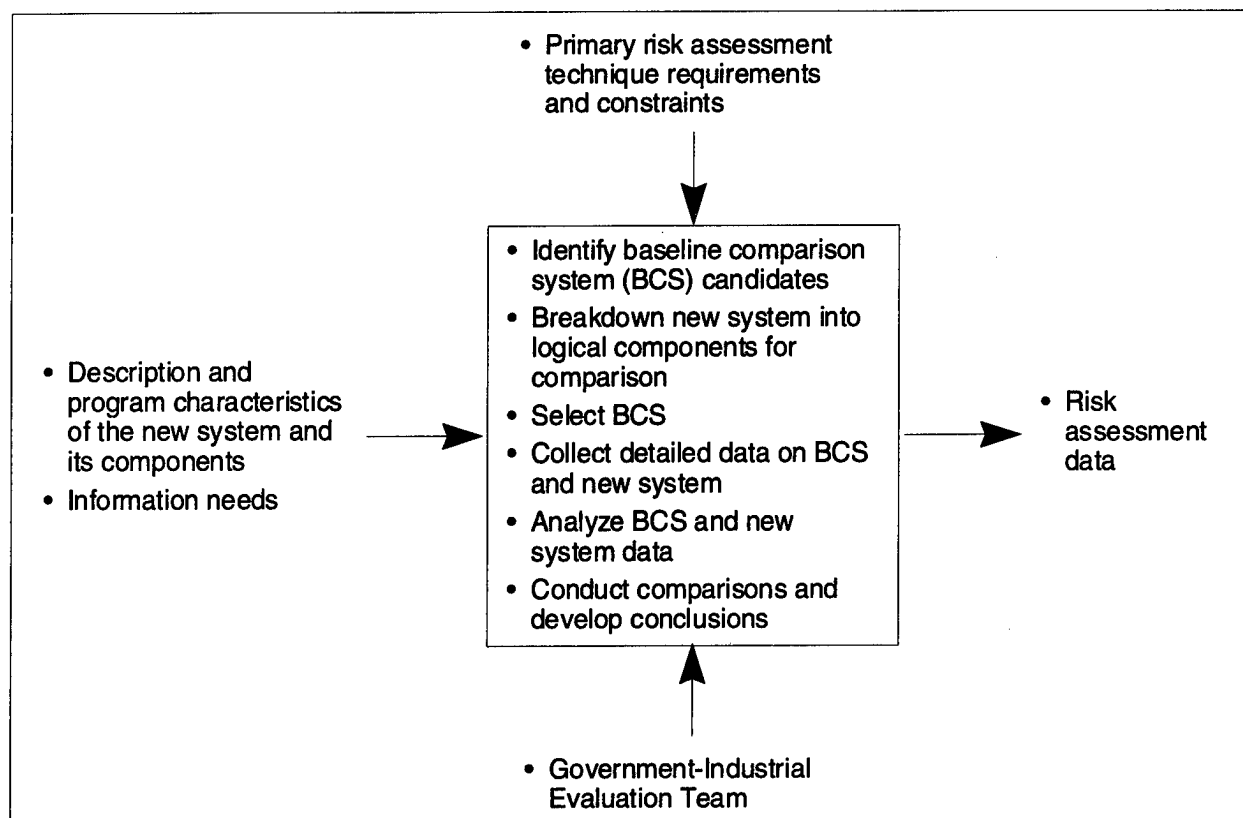 • Primary risk assessment
technique requirements
and constraints
• Identify baseline comparison
system (BCS) candidates
• Breakdown new system into
logical components for
comparison
• Select BCS
• Collect detailed data on BCS
and new system
• Analyze BCS and new
system data
• Conduct comparisons and
develop conclusions
• Description and
program characteristics
of the new system and
its components
• Information needs
• Risk
assessment
data
• Government-Industrial
Evaluation Team